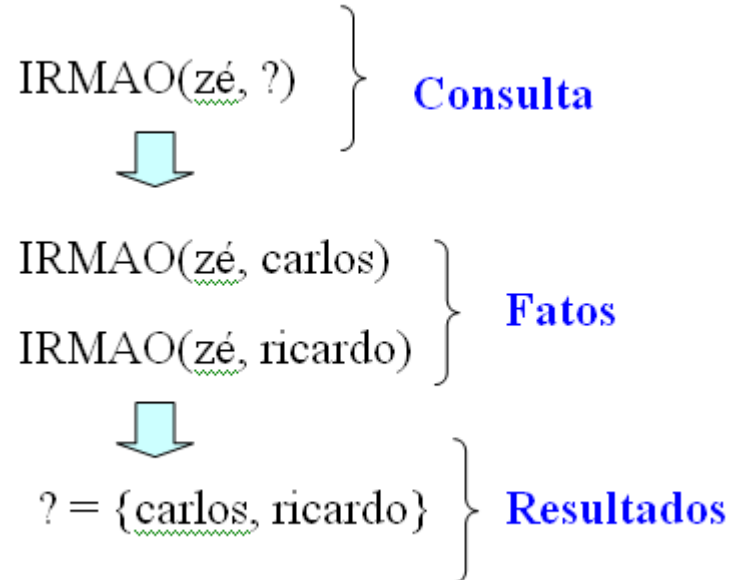 IRMAO(zé, ?)
Consulta
IRMAO(zé, carlos)
Fatos
IRMAO(zé, ricardo)
? = {carlos, ricardo}
Resultados